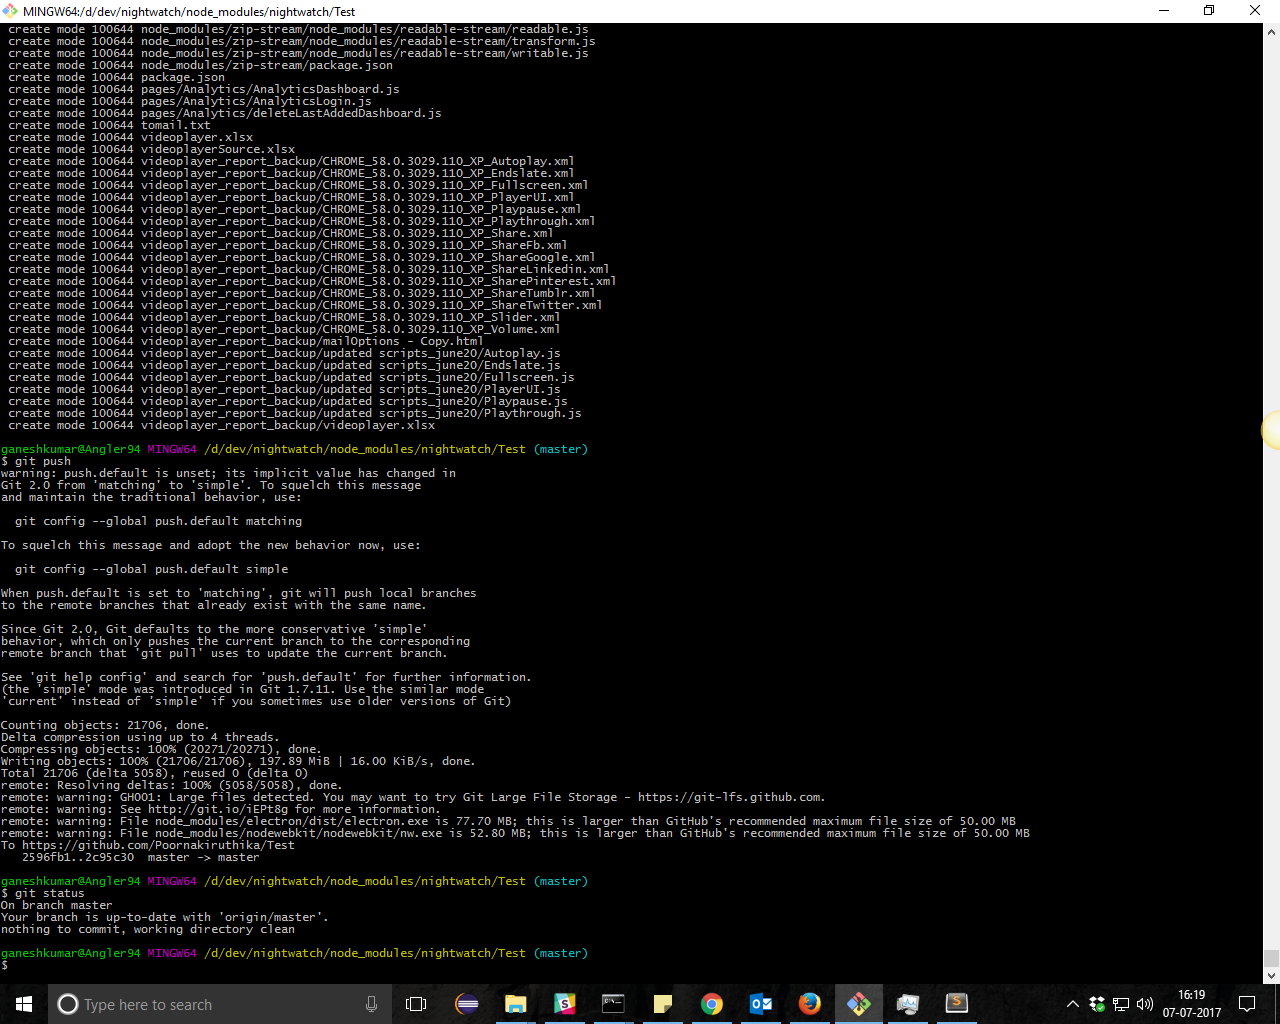 MINGW64:/d/dev/nightwatch/node_modules/nightwatch/Test
create mode 100644 node_modules/zip-stream/node_modules/readable-stream/readable.js
create mode 100644 node_modules/zip-stream/node_modules/readable-stream/transform.js
create mode 100644 node_modules/zip-stream/node_modules/readable-stream/writable.js
create mode 100644 node_modules/zip-stream/package.json
create mode 100644 package.json
create mode 100644 pages/Analytics/AnalyticsDashboard.js
create mode 100644 pages/Analytics/AnalyticsLogin.js
create mode 100644 pages/Analytics/deleteLastAddedDashboard.js
create mode 100644 tomail.txt
create mode 100644 videoplayer.xlsx
create mode 100644 videoplayerSource.xlsx
create mode 100644 videoplayer_report_backup/CHROME_58.0.3029.110_XP_Autoplay.xml
create mode 100644 videoplayer_report_backup/CHROME_58.0.3029.110_XP_Endslate.xml
create mode 100644 videoplayer_report_backup/CHROME_58.0.3029.110_XP_Fullscreen.xml
create mode 100644 videoplayer_report_backup/CHROME_58.0.3029.110_XP_PlayerUI.xml
create mode 100644 videoplayer_report_backup/CHROME_58.0.3029.110_XP_Playpause.xml
create mode 100644 videoplayer_report_backup/CHROME_58.0.3029.110_XP_Playthrough.xml
create mode 100644 videoplayer_report_backup/CHROME_58.0.3029.110_XP_Share.xml
create mode 100644 videoplayer_report_backup/CHROME_58.0.3029.110_XP_ShareFb.xml
create mode 100644 videoplayer_report_backup/CHROME_58.0.3029.110_XP_ShareGoogle.xml
create mode 100644 videoplayer_report_backup/CHROME_58.0.3029.110_XP_ShareLinkedin.xml
create mode 100644 videoplayer_report_backup/CHROME_58.0.3029.110_XP_SharePinterest.xml
create mode 100644 videoplayer_report_backup/CHROME_58.0.3029.110_XP_ShareTumblr.xml
create mode 100644 videoplayer_report_backup/CHROME_58.0.3029.110_XP_ShareTwitter.xml
create mode 100644 videoplayer_report_backup/CHROME_58.0.3029.110_XP_Slider.xml
create mode 100644 videoplayer_report_backup/CHROME_58.0.3029.110_XP_Volume.xml
create mode 100644 videoplayer_report_backup/mailOptions - Copy.html
create mode 100644 videoplayer_report_backup/updated scripts_june20/Autoplay.js
create mode 100644 videoplayer_report_backup/updated scripts_june20/Endslate.js
create mode 100644 videoplayer_report_backup/updated scripts_june20/Fullscreen.js
create mode 100644 videoplayer_report_backup/updated scripts_june20/PlayerUI.js
create mode 100644 videoplayer_report_backup/updated scripts_june20/Playpause.js
create mode 100644 videoplayer_report_backup/updated scripts_june20/Playthrough.js
create mode 100644 videoplayer_report_backup/videoplayer.xlsx
ganeshkumar@Angler94 MINGW64 /d/dev/nightwatch/node_modules/nightwatch/Test (master)
$ git push
warning: push.default is unset; its implicit value has changed in
Git 2.0 from 'matching' to 'simple'. To squelch this message
and maintain the traditional behavior, use:
git config --global push.default matching
To squelch this message and adopt the new behavior now, use:
git config --global push.default simple
When push.default is set to 'matching', git will push local branches
to the remote branches that already exist with the same name.
Since Git 2.0, Git defaults to the more conservative 'simple'
behavior, which only pushes the current branch to the corresponding
remote branch that 'git pull' uses to update the current branch.
See 'git help config' and search for 'push.default' for further information.
(the 'simple' mode was introduced in Git 1.7.11. Use the similar mode
'current' instead of 'simple' if you sometimes use older versions of Git)
Counting objects: 21706, done.
Delta compression using up to 4 threads.
Compressing objects: 100% (20271/20271), done.
Writing objects: 100% (21706/21706), 197.89 MiB | 16.00 KiB/s, done.
Total 21706 (delta 5058), reused 0 (delta 0)
remote: Resolving deltas: 100% (5058/5058), done.
remote: warning: GH001: Large files detected. You may want to try Git Large File Storage - https://git-lfs.github.com.
remote: warning: See http://git.io/iEPt8g for more information.
remote: warning: File node_modules/electron/dist/electron.exe is 77.70 MB; this is larger than GitHub's recommended maximum file size of 50.00 MB
remote: warning: File node_modules/nodewebkit/nodewebkit/nw.exe is 52.80 MB; this is larger than GitHub's recommended maximum file size of 50.00 MB
To https://github.com/Poornakiruthika/Test
2596fb1..2c95c30  master -> master
ganeshkumar@Angler94 MINGW64 /d/dev/nightwatch/node_modules/nightwatch/Test (master)
$ git status
On branch master
Your branch is up-to-date with 'origin/master'.
nothing to commit, working directory clean
ganeshkumar@Angler94 MINGW64 /d/dev/nightwatch/node_modules/nightwatch/Test (master)
$
Type here to search
16:19
07-07-2017